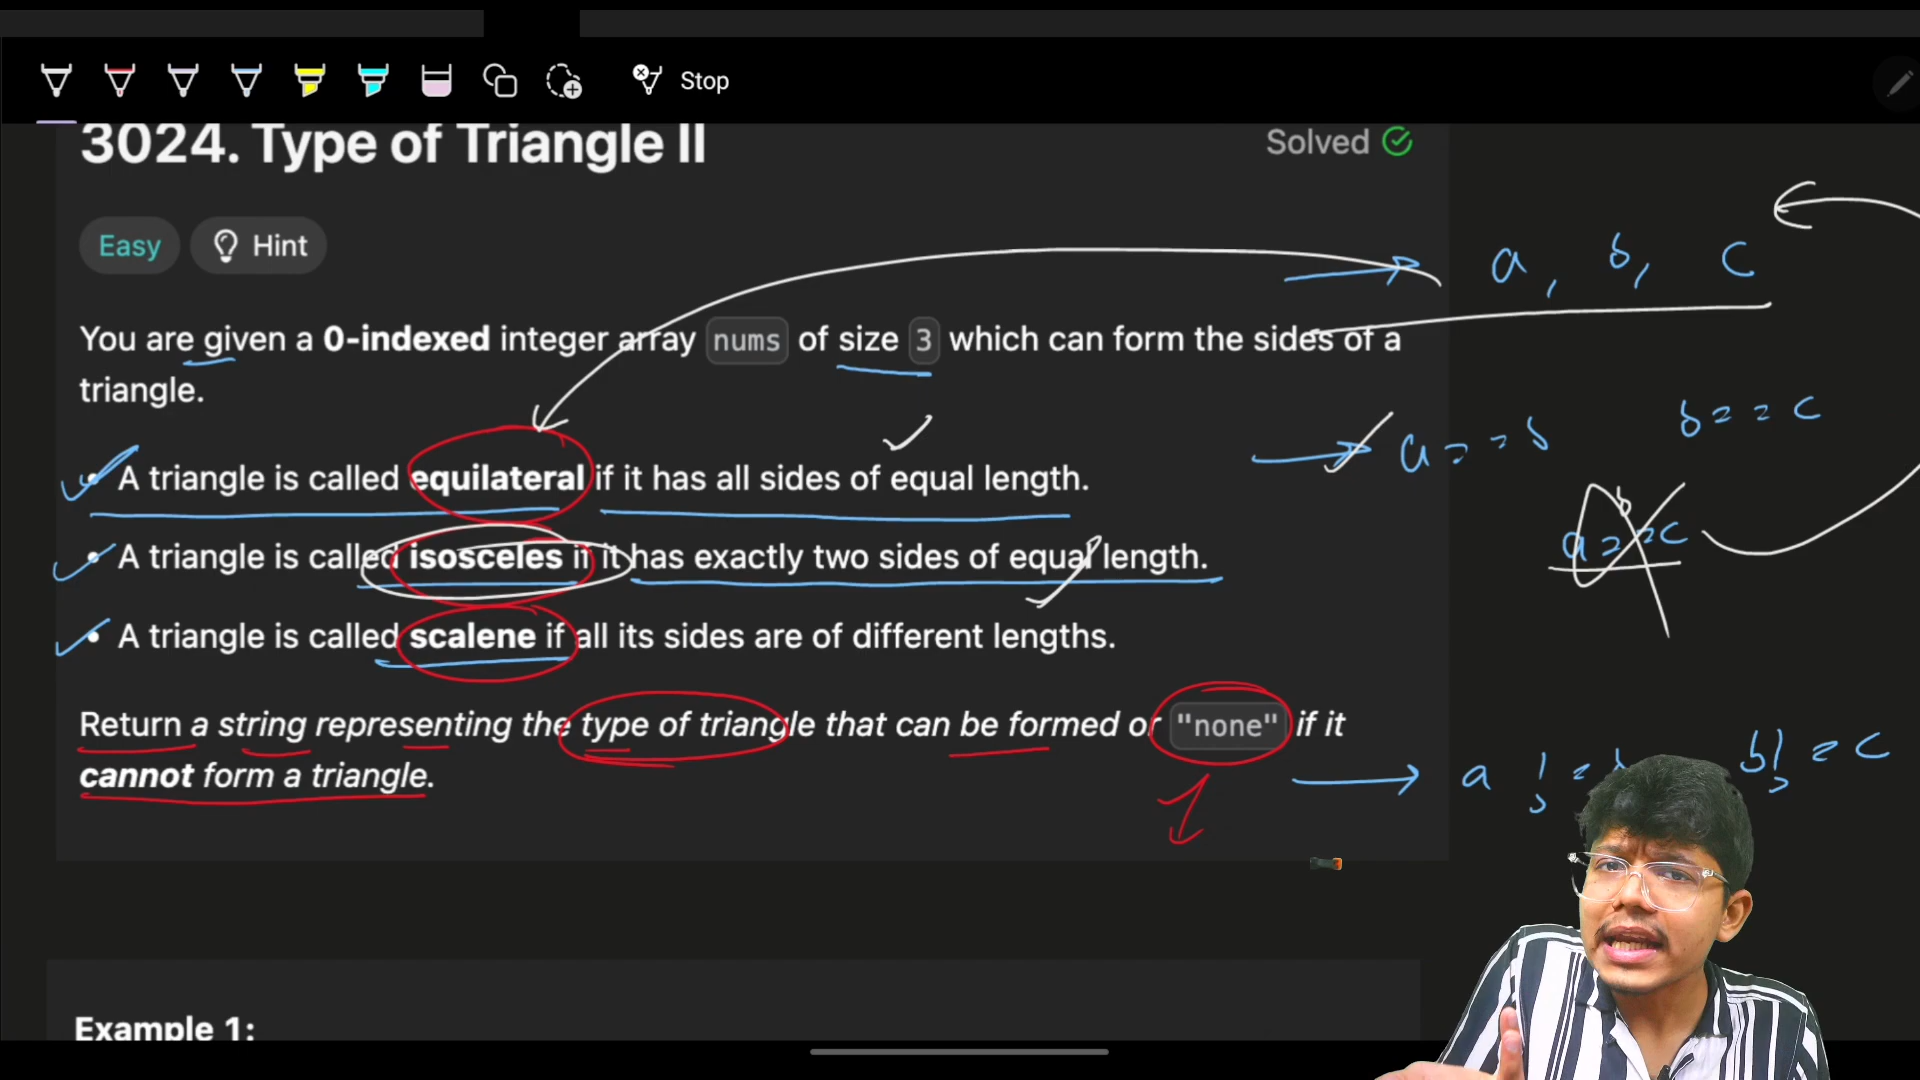 Stop
3024. Type of Triangle II
Solved
Easy
Hint
a, b, c
You are given a 0-indexed integer array nums of size 3 which can form the sides of a
triangle.
a == b
b == c
A triangle is called equilateral if it has all sides of equal length.
b
a == c
A triangle is called isosceles if it has exactly two sides of equal length.
A triangle is called scalene if all its sides are of different lengths.
Return a string representing the type of triangle that can be formed or "none" if it
cannot form a triangle.
a ! =
b! = c
Example 1: